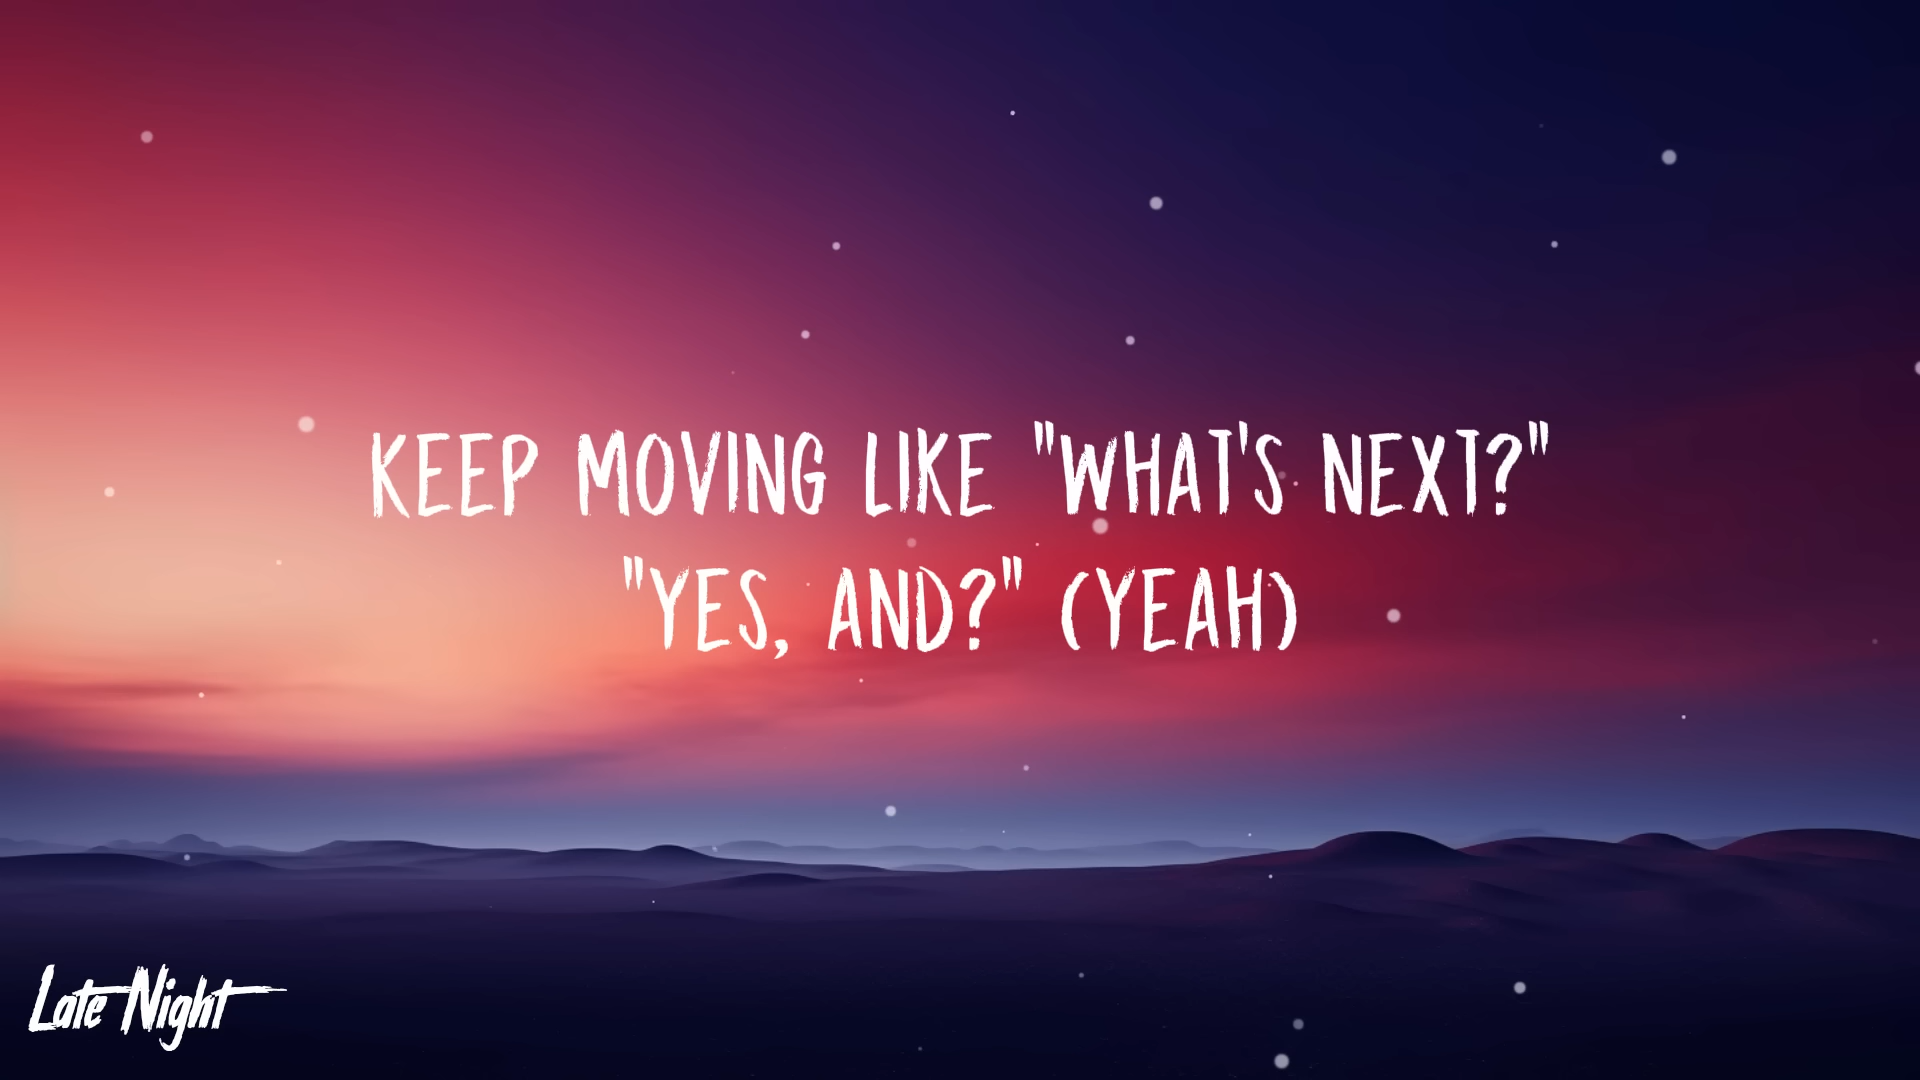 KEEP MOVING LIKE "WHAT'S NEXT?"
"YES, AND?" (YEAH)
Late Night